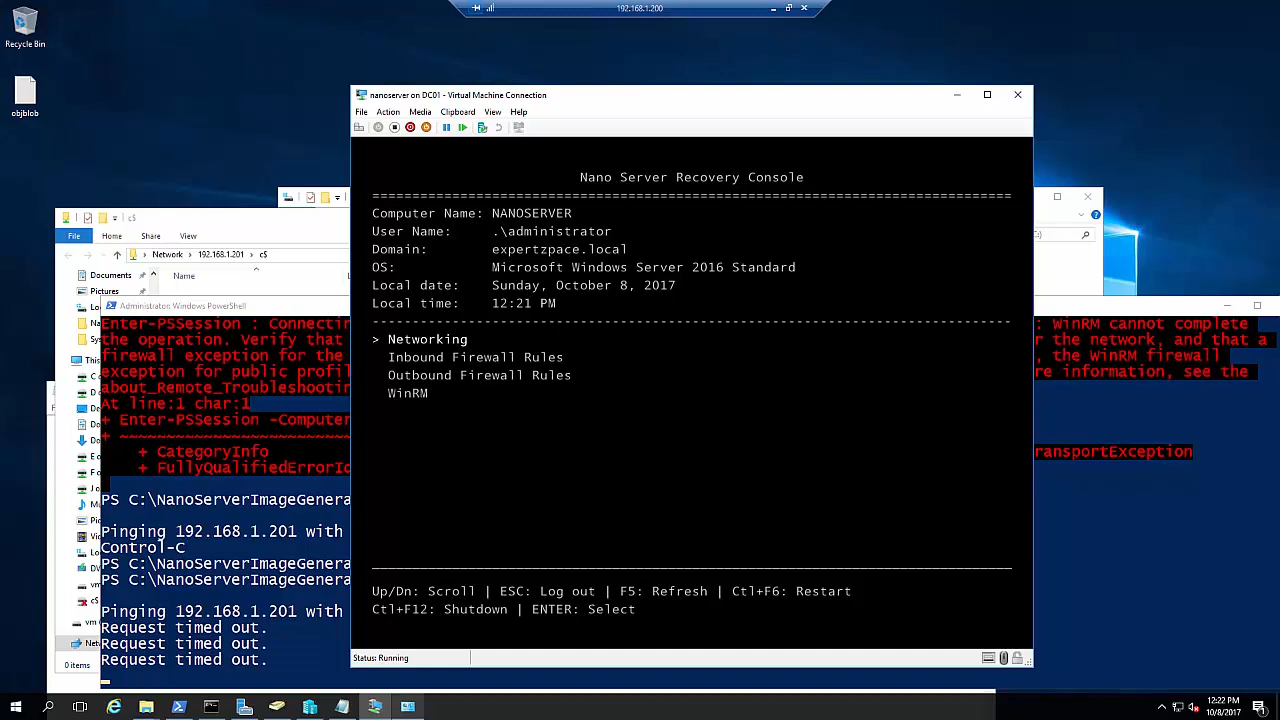 192.168.1.200
Recycle Bin
objblob
nanoserver on DC01 - Virtual Machine Connection
File Action Media Clipboard View Help
Nano Server Recovery Console
================================================================================
Computer Name: NANOSERVER
User Name: .\administrator
Domain: expertzpace.local
OS: Microsoft Windows Server 2016 Standard
Local date: Sunday, October 8, 2017
Local time: 12:21 PM
--------------------------------------------------------------------------------
> Networking
Inbound Firewall Rules
Outbound Firewall Rules
WinRM
Up/Dn: Scroll | ESC: Log out | F5: Refresh | Ctl+F6: Restart
Ctl+F12: Shutdown | ENTER: Select
Status: Running
c$
File Home Share View
Network > 192.168.1.201 > c$
Documents
Name
Pictures
This
0 items
Administrator: Windows PowerShell
Enter-PSSession : Connectin : WinRM cannot complete
the operation. Verify that r the network, and that a
firewall exception for the , the WinRM firewall
exception for public profil re information, see the
about_Remote_Troubleshootin
At line:1 char:1
+ Enter-PSSession -Computer
+ ~~~~~~~~~~~~~~~~~~~~~~~~
+ CategoryInfo ransportException
+ FullyQualifiedErrorId
PS C:\NanoServerImageGenera
Pinging 192.168.1.201 with
Control-C
PS C:\NanoServerImageGenera
PS C:\NanoServerImageGenera
Pinging 192.168.1.201 with
Request timed out.
Request timed out.
Request timed out.
12:22 PM
10/8/2017